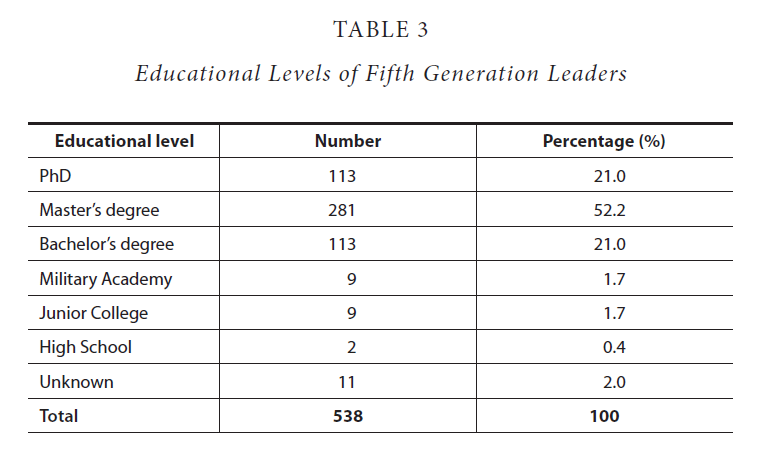 TABLE 3
Educational Levels of Fifth Generation Leaders
Educational level Number Percentage (%)
PhD 113 21.0
Master’s degree 281 52.2
Bachelor’s degree 113 21.0
Military Academy 9 1.7
Junior College 9 1.7
High School 2 0.4
Unknown 11 2.0
Total 538 100